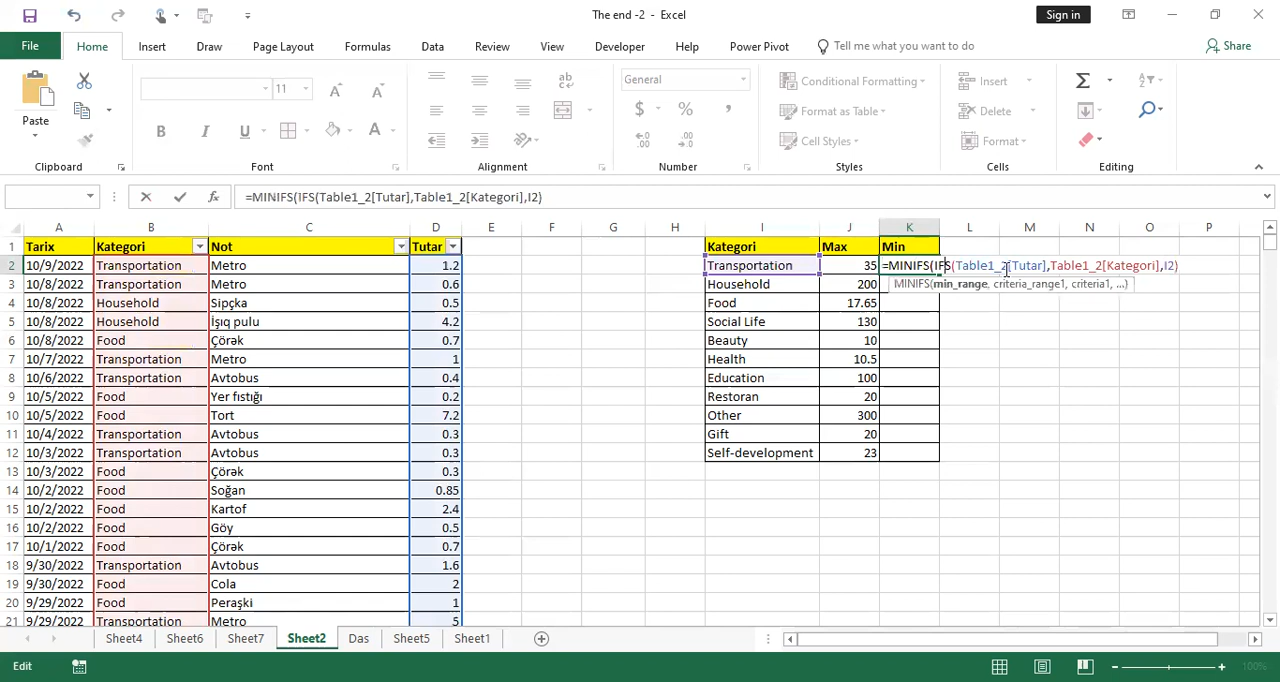 The end -2 - Excel
Sign in
File Home Insert Draw Page Layout Formulas Data Review View Developer Help Power Pivot Tell me what you want to do Share
Paste
Clipboard
11
B I U A A A
Font
ab
Alignment
General
$ % ,
Number
Conditional Formatting
Format as Table
Cell Styles
Styles
Insert
Delete
Format
Cells
Editing
fx =MINIFS(IFS(Table1_2[Tutar],Table1_2[Kategori],I2)
A B C D E F G H I J K L M N O P
1 Tarix Kategori Not Tutar Kategori Max Min
2 10/9/2022 Transportation Metro 1.2 Transportation 35 =MINIFS(IFS(Table1_2[Tutar],Table1_2[Kategori],I2)
3 10/8/2022 Transportation Metro 0.6 Household 200 MINIFS(min_range, criteria_range1, criteria1, ...)
4 10/8/2022 Household Sipçka 0.5 Food 17.65
5 10/8/2022 Household İşıq pulu 4.2 Social Life 130
6 10/8/2022 Food Çörək 0.7 Beauty 10
7 10/7/2022 Transportation Metro 1 Health 10.5
8 10/6/2022 Transportation Avtobus 0.4 Education 100
9 10/5/2022 Food Yer fıstığı 0.2 Restoran 20
10 10/5/2022 Food Tort 7.2 Other 300
11 10/4/2022 Transportation Avtobus 0.3 Gift 20
12 10/3/2022 Transportation Avtobus 0.3 Self-development 23
13 10/3/2022 Food Çörək 0.3
14 10/2/2022 Food Soğan 0.85
15 10/2/2022 Food Kartof 2.4
16 10/2/2022 Food Göy 0.5
17 10/1/2022 Food Çörək 0.7
18 9/30/2022 Transportation Avtobus 1.6
19 9/30/2022 Food Cola 2
20 9/29/2022 Food Peraşki 1
21 9/29/2022 Transportation Metro 5
Sheet4 Sheet6 Sheet7 Sheet2 Das Sheet5 Sheet1
Edit 100%